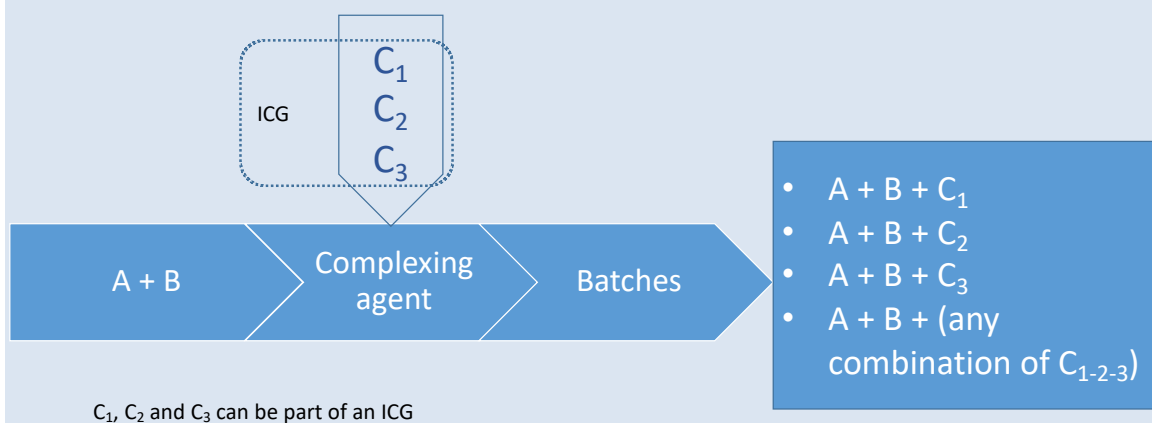 C₁
ICG
C₂
C₃
A + B
Complexing
agent
Batches
• A + B + C₁
• A + B + C₂
• A + B + C₃
• A + B + (any
combination of C₁₋₂₋₃)
C₁, C₂ and C₃ can be part of an ICG